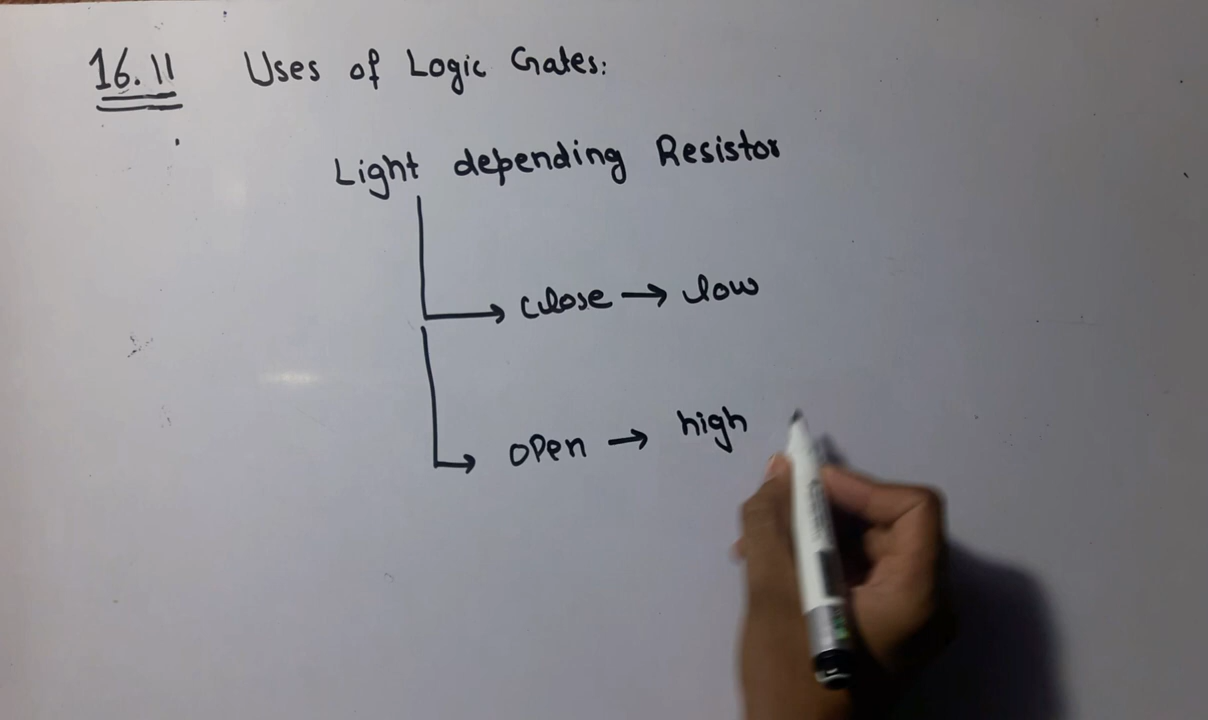 16.11 Uses of Logic Gates:
Light depending Resistor
close → low
open → high